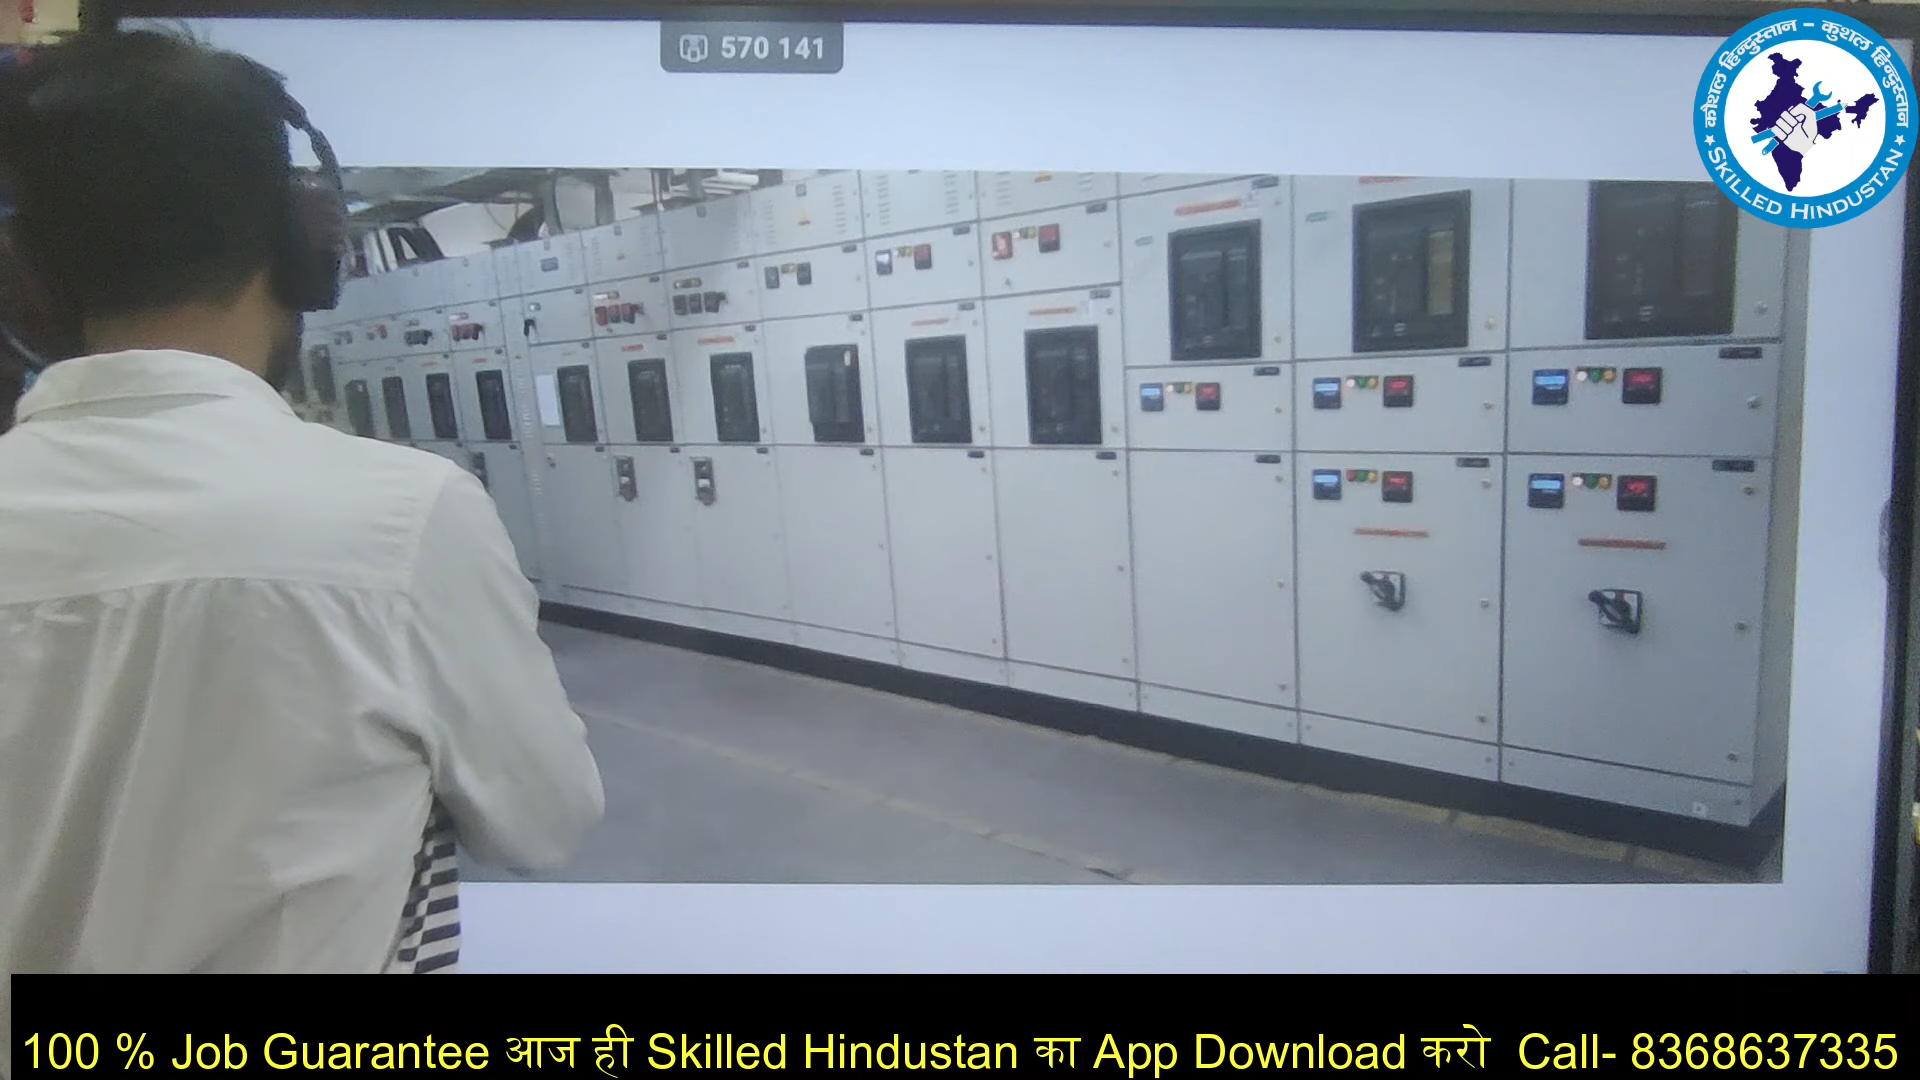 570 141
कौशल हिन्दुस्तान - कुशल हिन्दुस्तान
SKILLED HINDUSTAN
100 % Job Guarantee आज ही Skilled Hindustan का App Download करो Call- 8368637335